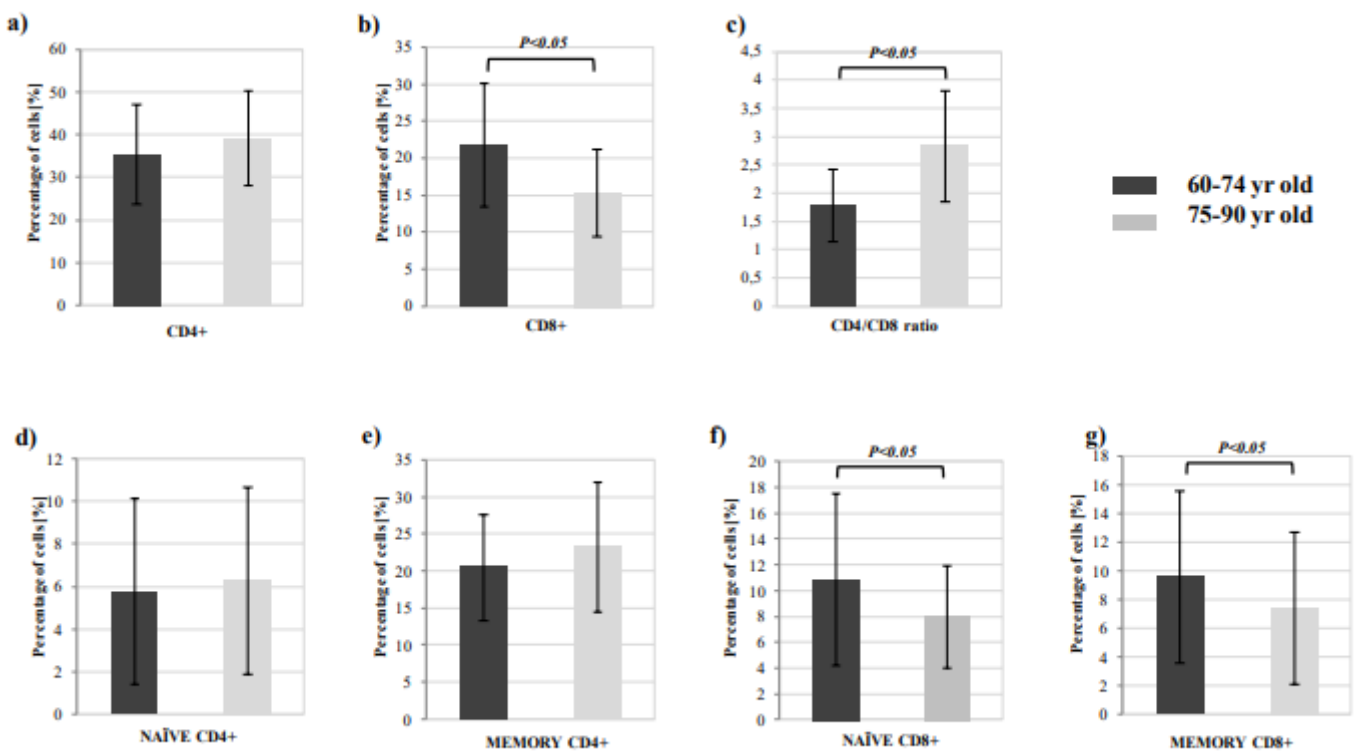 a)
Percentage of cells [%]
60
50
40
30
20
10
0
CD4+
b)
P<0.05
Percentage of cells [%]
35
30
25
20
15
10
5
0
CD8+
c)
P<0.05
4,5
4
3,5
3
2,5
2
1,5
1
0,5
0
CD4/CD8 ratio
60-74 yr old
75-90 yr old
d)
Percentage of cells [%]
12
10
8
6
4
2
0
NAÏVE CD4+
e)
Percentage of cells [%]
35
30
25
20
15
10
5
0
MEMORY CD4+
f)
P<0.05
Percentage of cells [%]
20
18
16
14
12
10
8
6
4
2
0
NAÏVE CD8+
g)
P<0.05
Percentage of cells [%]
18
16
14
12
10
8
6
4
2
0
MEMORY CD8+